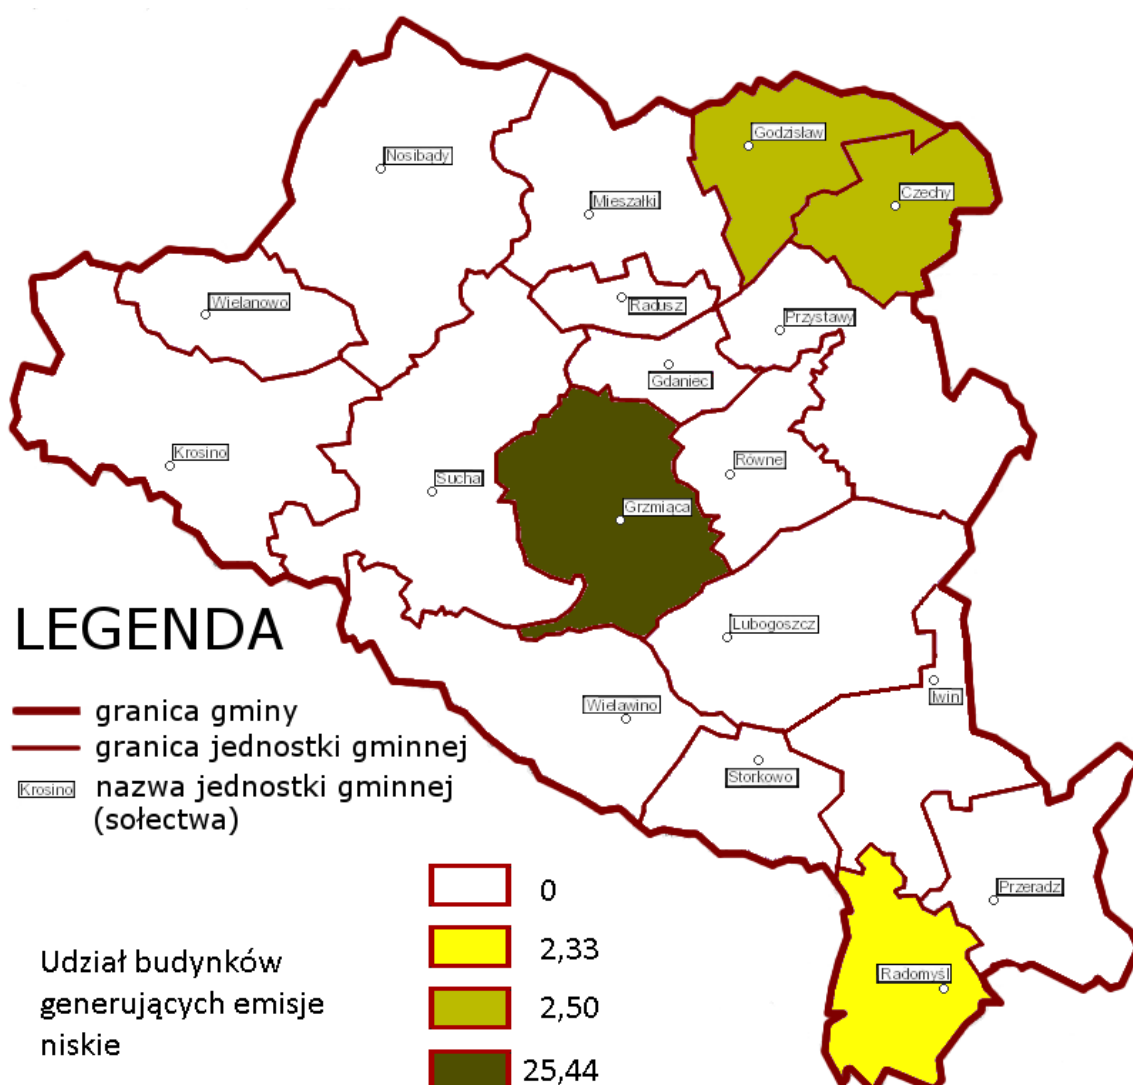 Godzisław
Nosibądy
Czechy
Mieszałki
Wielanowo
Radusz
Przystawy
Gdaniec
Krosino
Równe
Sucha
Grzmiąca
LEGENDA
Lubogoszcz
Iwin
granica gminy
Wielawino
granica jednostki gminnej
Storkowo
Krosino
nazwa jednostki gminnej
(sołectwa)
0
Przeradz
2,33
Radomyśl
Udział budynków
generujących emisje
niskie
2,50
25,44